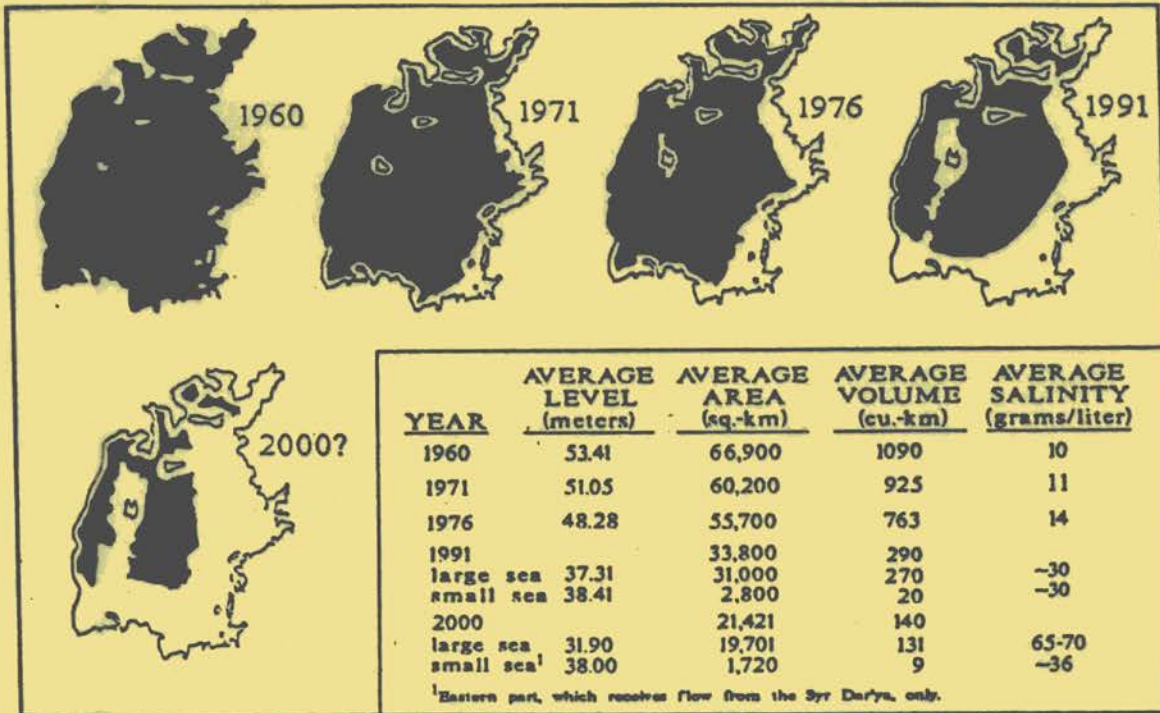 1960
1971
1976
1991
2000?
YEAR AVERAGE LEVEL (meters) AVERAGE AREA (sq.-km) AVERAGE VOLUME (cu.-km) AVERAGE SALINITY (grams/liter)
1960 53.41 66,900 1090 10
1971 51.05 60,200 925 11
1976 48.28 55,700 763 14
1991 33,800 290
large sea 37.31 31,000 270 ~30
small sea 38.41 2,800 20 ~30
2000 21,421 140
large sea 31.90 19,701 131 65-70
small sea¹ 38.00 1,720 9 ~36
¹Eastern part, which receives flow from the Syr Dar'ya, only.